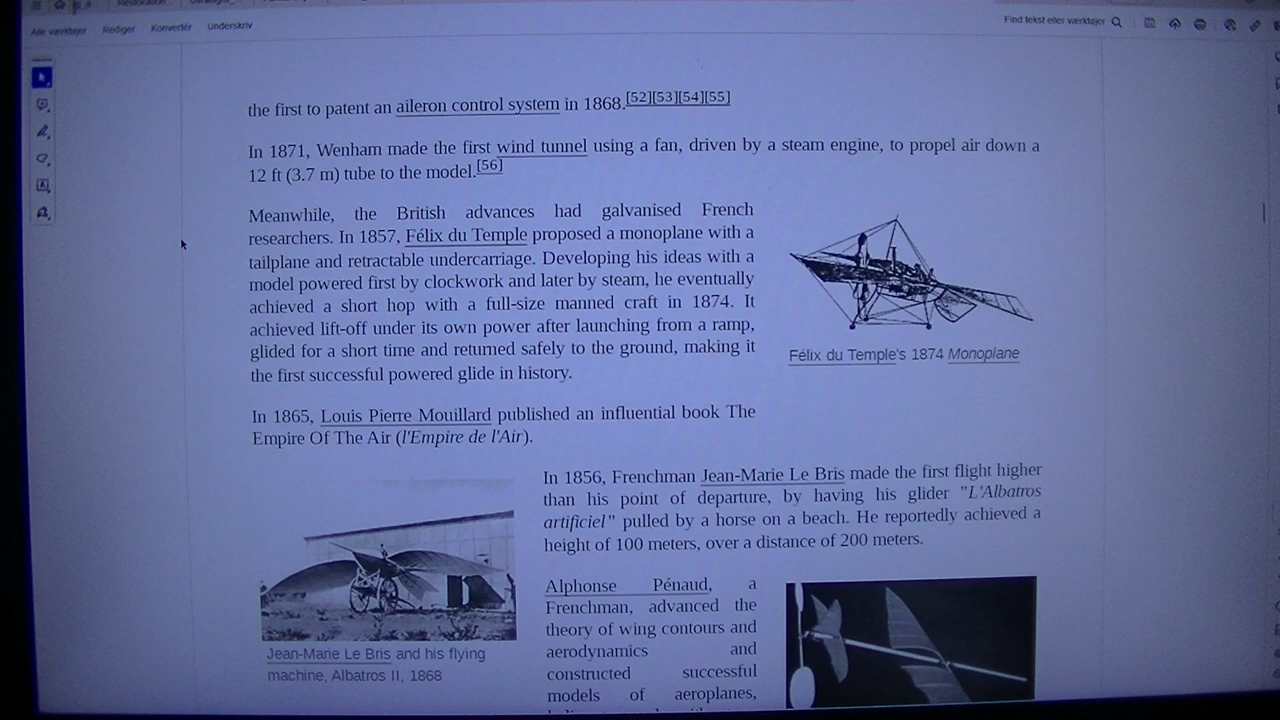 Alle værktøjer Rediger Konvertér Underskriv
Find tekst eller værktøjer
the first to patent an aileron control system in 1868.[52][53][54][55]
In 1871, Wenham made the first wind tunnel using a fan, driven by a steam engine, to propel air down a
12 ft (3.7 m) tube to the model.[56]
Meanwhile, the British advances had galvanised French
researchers. In 1857, Félix du Temple proposed a monoplane with a
tailplane and retractable undercarriage. Developing his ideas with a
model powered first by clockwork and later by steam, he eventually
achieved a short hop with a full-size manned craft in 1874. It
achieved lift-off under its own power after launching from a ramp,
glided for a short time and returned safely to the ground, making it
the first successful powered glide in history.
Félix du Temple's 1874 Monoplane
In 1865, Louis Pierre Mouillard published an influential book The
Empire Of The Air (l'Empire de l'Air).
In 1856, Frenchman Jean-Marie Le Bris made the first flight higher
than his point of departure, by having his glider "L'Albatros
artificiel" pulled by a horse on a beach. He reportedly achieved a
height of 100 meters, over a distance of 200 meters.
Jean-Marie Le Bris and his flying
machine, Albatros II, 1868
Alphonse Pénaud, a
Frenchman, advanced the
theory of wing contours and
aerodynamics and
constructed successful
models of aeroplanes,